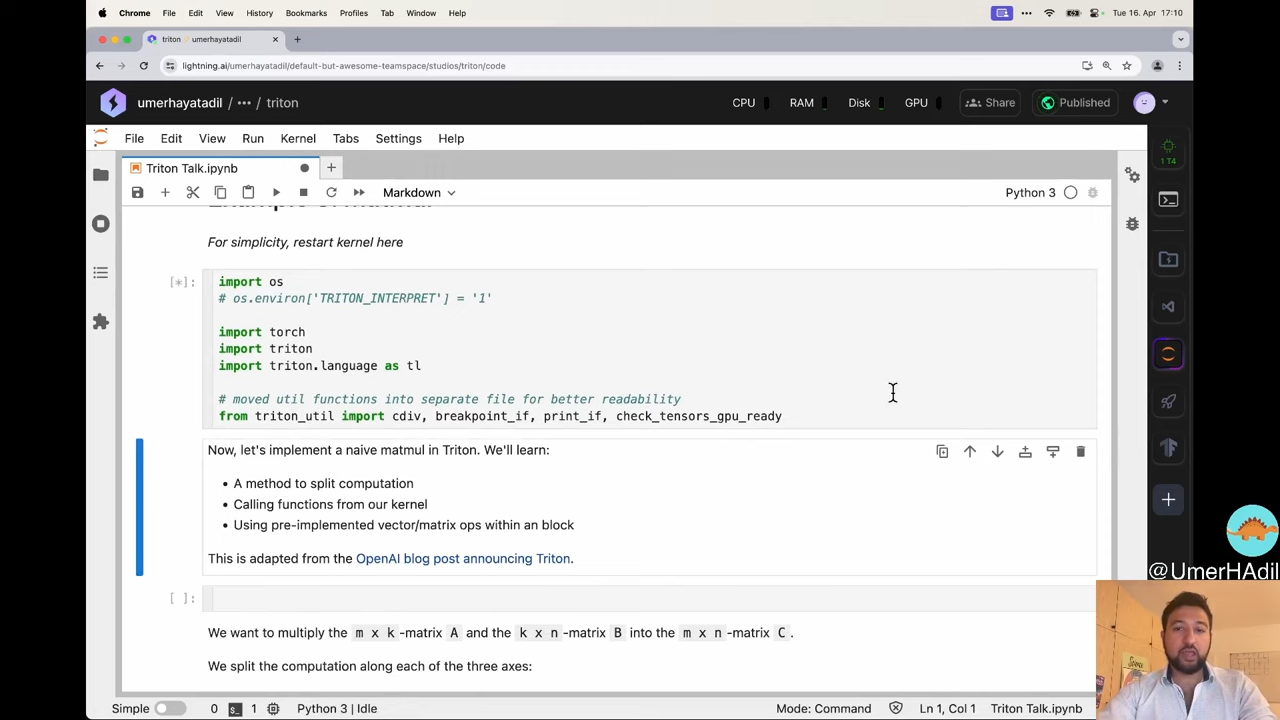 Chrome File Edit View History Bookmarks Profiles Tab Window Help Tue 16. Apr 17:10
triton umerhayatadil
lightning.ai/umerhayatadil/default-but-awesome-teamspace/studios/triton/code
umerhayatadil / ··· / triton CPU RAM Disk GPU Share Published
File Edit View Run Kernel Tabs Settings Help
1 T4
Triton Talk.ipynb
Markdown Python 3
For simplicity, restart kernel here
[*]: import os
# os.environ['TRITON_INTERPRET'] = '1'
import torch
import triton
import triton.language as tl
# moved util functions into separate file for better readability
from triton_util import cdiv, breakpoint_if, print_if, check_tensors_gpu_ready
Now, let's implement a naive matmul in Triton. We'll learn:
• A method to split computation
• Calling functions from our kernel
• Using pre-implemented vector/matrix ops within an block
This is adapted from the OpenAI blog post announcing Triton.
@UmerHAdil
[ ]:
We want to multiply the m x k -matrix A and the k x n -matrix B into the m x n -matrix C .
We split the computation along each of the three axes:
Simple 0 1 Python 3 | Idle Mode: Command Ln 1, Col 1 Triton Talk.ipynb